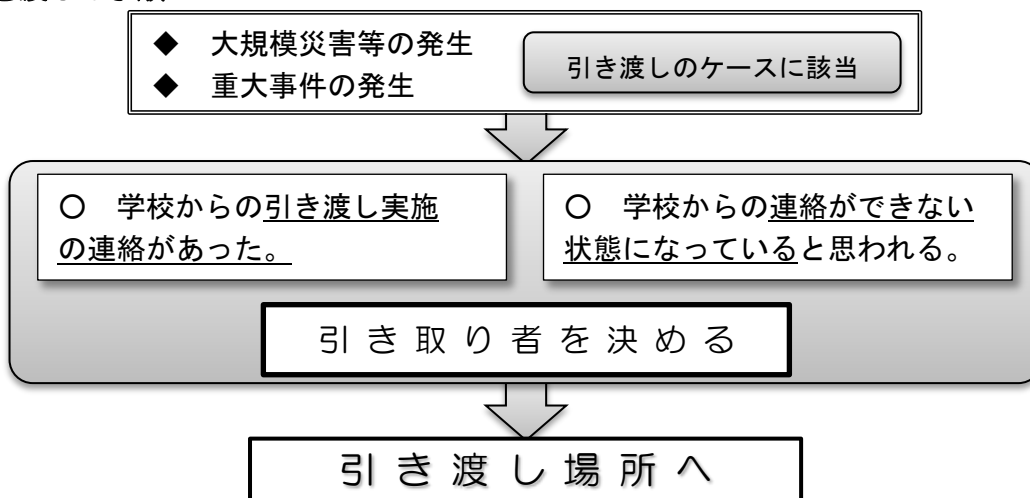 ◆ 大規模災害等の発生
◆ 重大事件の発生
引き渡しのケースに該当
〇 学校からの引き渡し実施
の連絡があった。
〇 学校からの連絡ができない
状態になっていると思われる。
引き取り者を決める
引き渡し場所へ